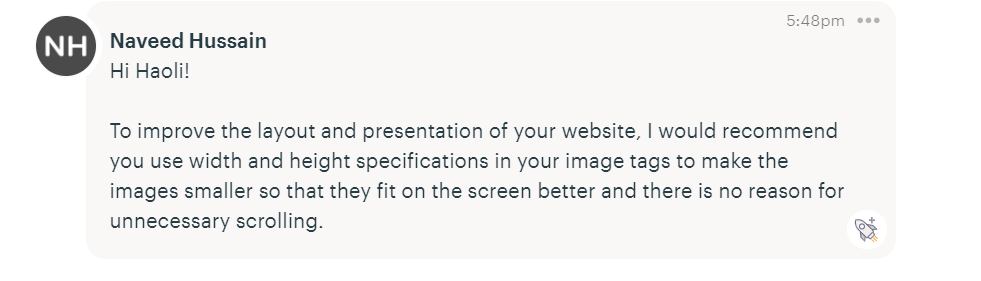 5:48pm
NH
Naveed Hussain
Hi Haoli!
To improve the layout and presentation of your website, I would recommend
you use width and height specifications in your image tags to make the
images smaller so that they fit on the screen better and there is no reason for
unnecessary scrolling.